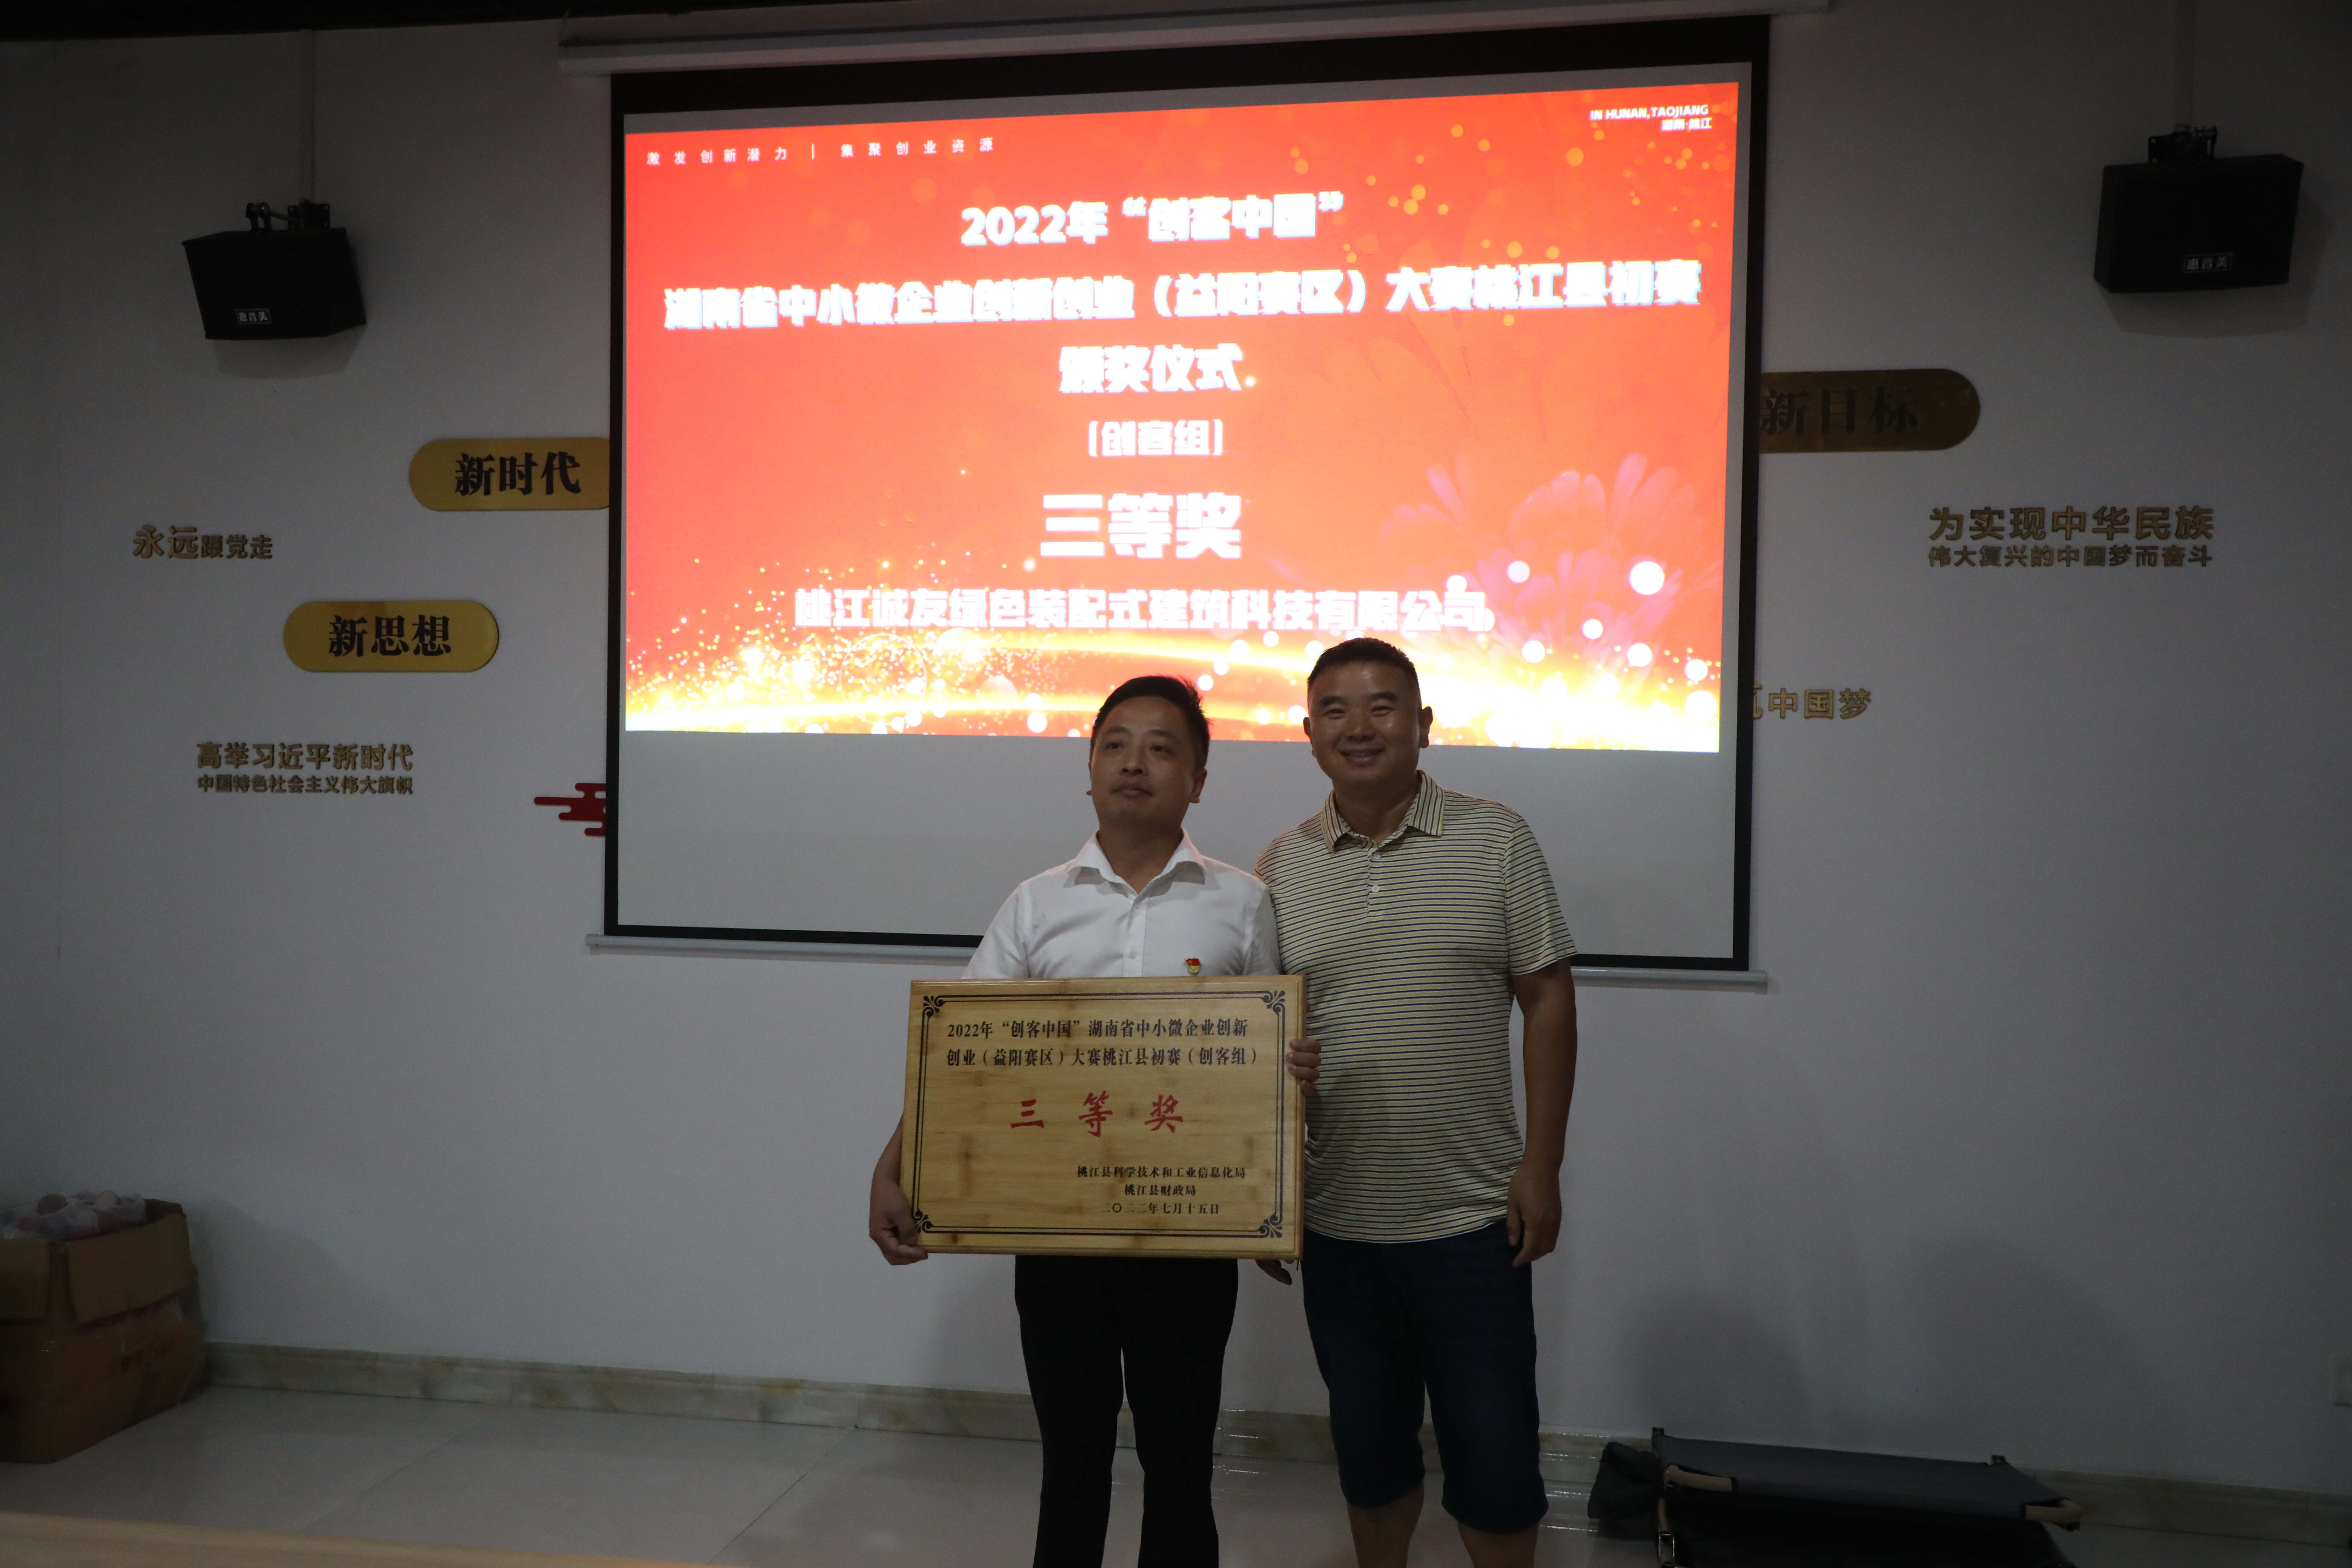 激发创新潜力 | 集聚创业资源
IN HUNAN,TAOJIANG
湖南·桃江
2022年“创客中国”
湖南省中小微企业创新创业（益阳赛区）大赛桃江县初赛
颁奖仪式
[创客组]
三等奖
桃江诚友绿色装配式建筑科技有限公司
惠音美
惠音美
新时代
永远跟党走
新思想
高举习近平新时代
中国特色社会主义伟大旗帜
新目标
为实现中华民族
伟大复兴的中国梦而奋斗
中国梦
2022年“创客中国”湖南省中小微企业创新
创业（益阳赛区）大赛桃江县初赛（创客组）
三等奖
桃江县科学技术和工业信息化局
桃江县财政局
二〇二二年七月十五日